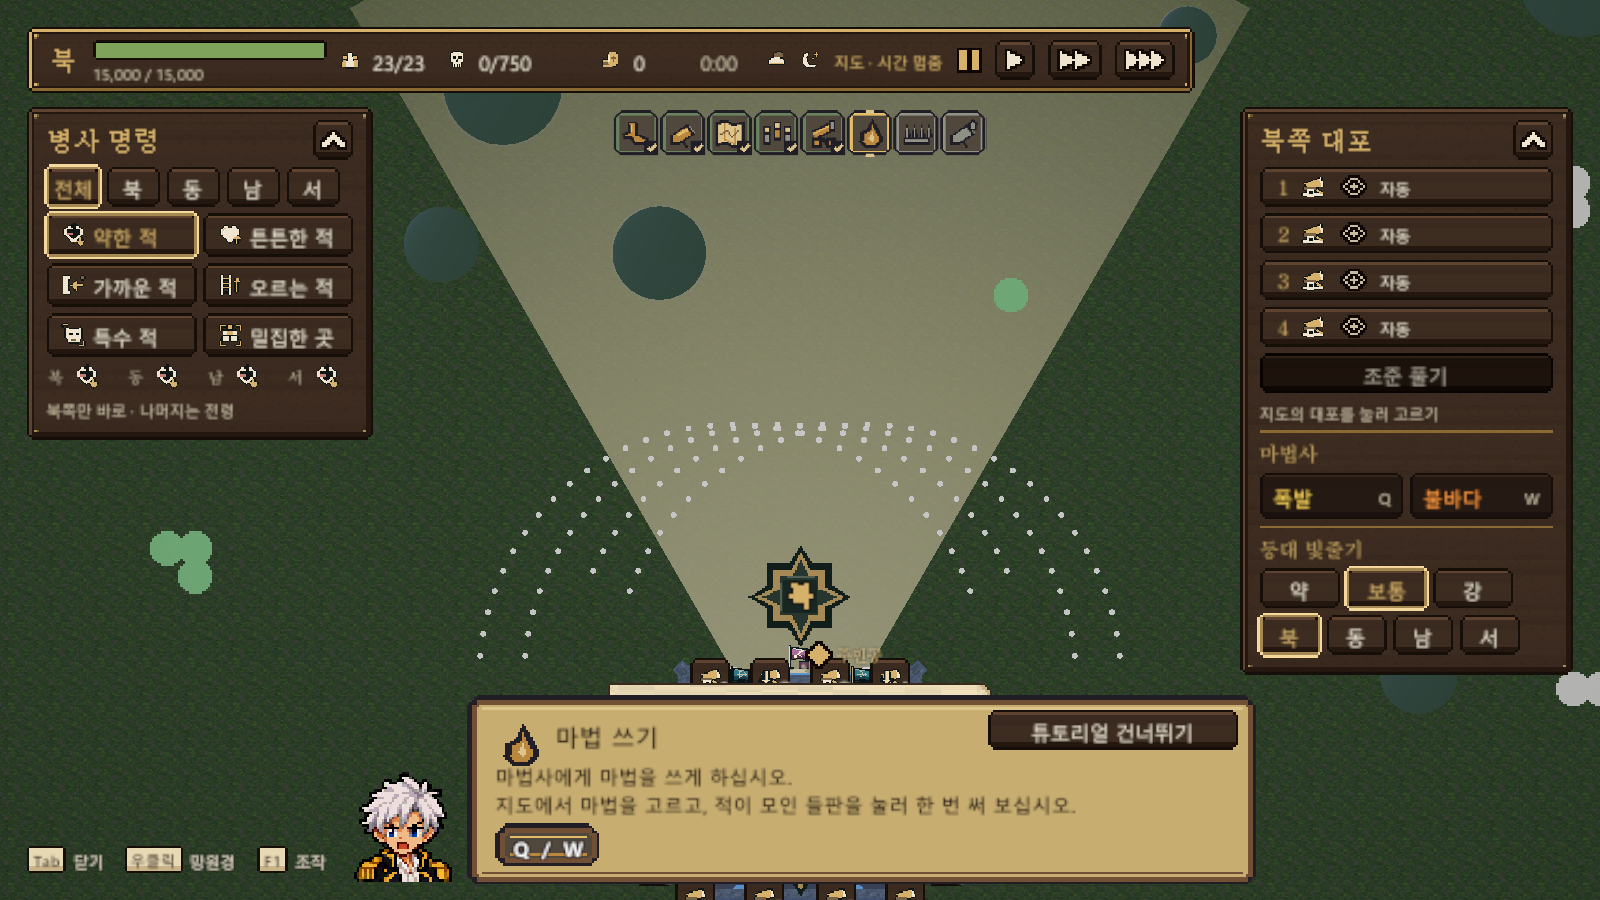 북
15,000 / 15,000
23/23
0/750
0
0:00
지도 · 시간 멈춤
병사 명령
전체 북 동 남 서
약한 적 튼튼한 적
가까운 적 오르는 적
특수 적 밀집한 곳
북 동 남 서
북쪽만 바로 · 나머지는 전령
북쪽 대포
1 자동
2 자동
3 자동
4 자동
조준 풀기
지도의 대포를 눌러 고르기
마법사
폭발 Q 불바다 W
등대 빛줄기
약 보통 강
북 동 남 서
마법 쓰기
튜토리얼 건너뛰기
마법사에게 마법을 쓰게 하십시오.
지도에서 마법을 고르고, 적이 모인 들판을 눌러 한 번 써 보십시오.
Q / W
Tab 닫기 우클릭 망원경 F1 조작